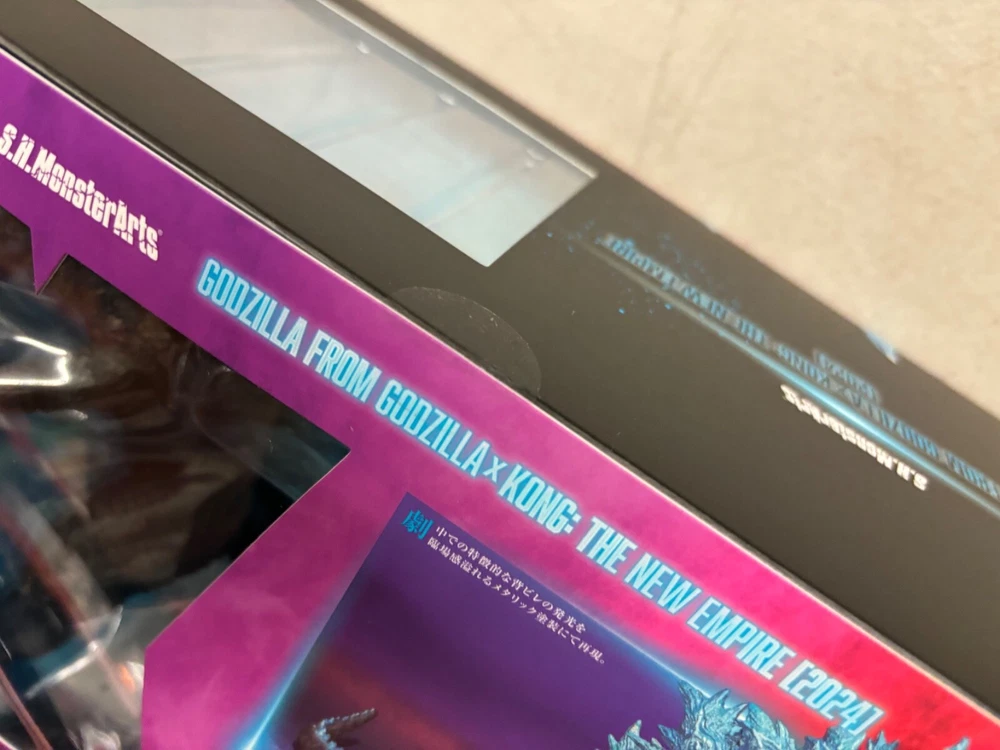 S.H.MonsterArts
GODZILLA FROM GODZILLA x KONG: THE NEW EMPIRE [2024]
劇中での特徴的な背ビレの発光を
臨場感溢れるメタリック塗装にて再現。
S.H.MonsterArts